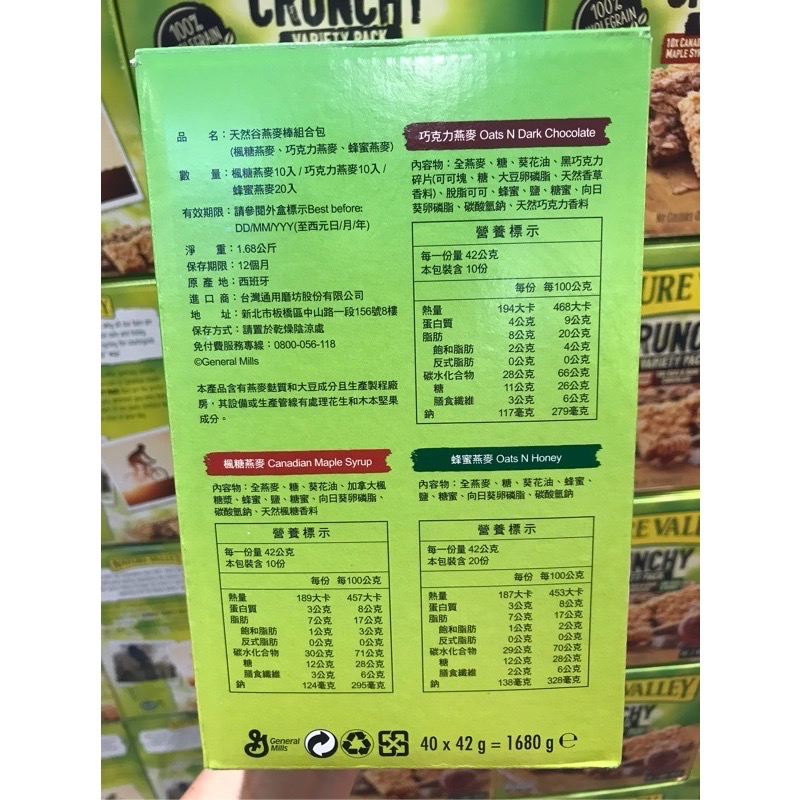 100%
WHOLEGRAIN
CRUNCHY
VARIETY PACK
100%
WHOLEGRAIN
10X CANAD
MAPLE SY
品 名：天然谷燕麥棒組合包
(楓糖燕麥、巧克力燕麥、蜂蜜燕麥)
數 量：楓糖燕麥10入 / 巧克力燕麥10入 /
蜂蜜燕麥20入
有效期限：請參閱外盒標示Best before:
DD/MM/YYY(至西元日/月/年)
淨 重：1.68公斤
保存期限：12個月
原 產 地：西班牙
進 口 商：台灣通用磨坊股份有限公司
地 址：新北市板橋區中山路一段156號8樓
保存方式：請置於乾燥陰涼處
免付費服務專線：0800-056-118
©General Mills
本產品含有燕麥麩質和大豆成分且生產製程廠
房，其設備或生產管線有處理花生和木本堅果
成分。
巧克力燕麥 Oats N Dark Chocolate
內容物：全燕麥、糖、葵花油、黑巧克力
碎片(可可塊、糖、大豆卵磷脂、天然香草
香料)、脫脂可可、蜂蜜、鹽、糖蜜、向日
葵卵磷脂、碳酸氫鈉、天然巧克力香料
營養標示
每一份量 42公克
本包裝含 10份
每份 每100公克
熱量 194大卡 468大卡
蛋白質 4公克 9公克
脂肪 8公克 20公克
飽和脂肪 2公克 4公克
反式脂肪 0公克 0公克
碳水化合物 28公克 66公克
糖 11公克 26公克
膳食纖維 3公克 6公克
鈉 117毫克 279毫克
楓糖燕麥 Canadian Maple Syrup
內容物：全燕麥、糖、葵花油、加拿大楓
糖漿、蜂蜜、鹽、糖蜜、向日葵卵磷脂、
碳酸氫鈉、天然楓糖香料
營養標示
每一份量 42公克
本包裝含 10份
每份 每100公克
熱量 189大卡 457大卡
蛋白質 3公克 8公克
脂肪 7公克 17公克
飽和脂肪 1公克 3公克
反式脂肪 0公克 0公克
碳水化合物 30公克 71公克
糖 12公克 28公克
膳食纖維 3公克 6公克
鈉 124毫克 295毫克
蜂蜜燕麥 Oats N Honey
內容物：全燕麥、糖、葵花油、蜂蜜、
鹽、糖蜜、向日葵卵磷脂、碳酸氫鈉
營養標示
每一份量 42公克
本包裝含 20份
每份 每100公克
熱量 187大卡 453大卡
蛋白質 3公克 8公克
脂肪 7公克 17公克
飽和脂肪 1公克 2公克
反式脂肪 0公克 0公克
碳水化合物 29公克 70公克
糖 12公克 28公克
膳食纖維 2公克 6公克
鈉 138毫克 328毫克
General
Mills
40 x 42 g = 1680 g ℮
URE
RUNC
VARIETY PACK
E VALL
NCHY
VALLEY
HY